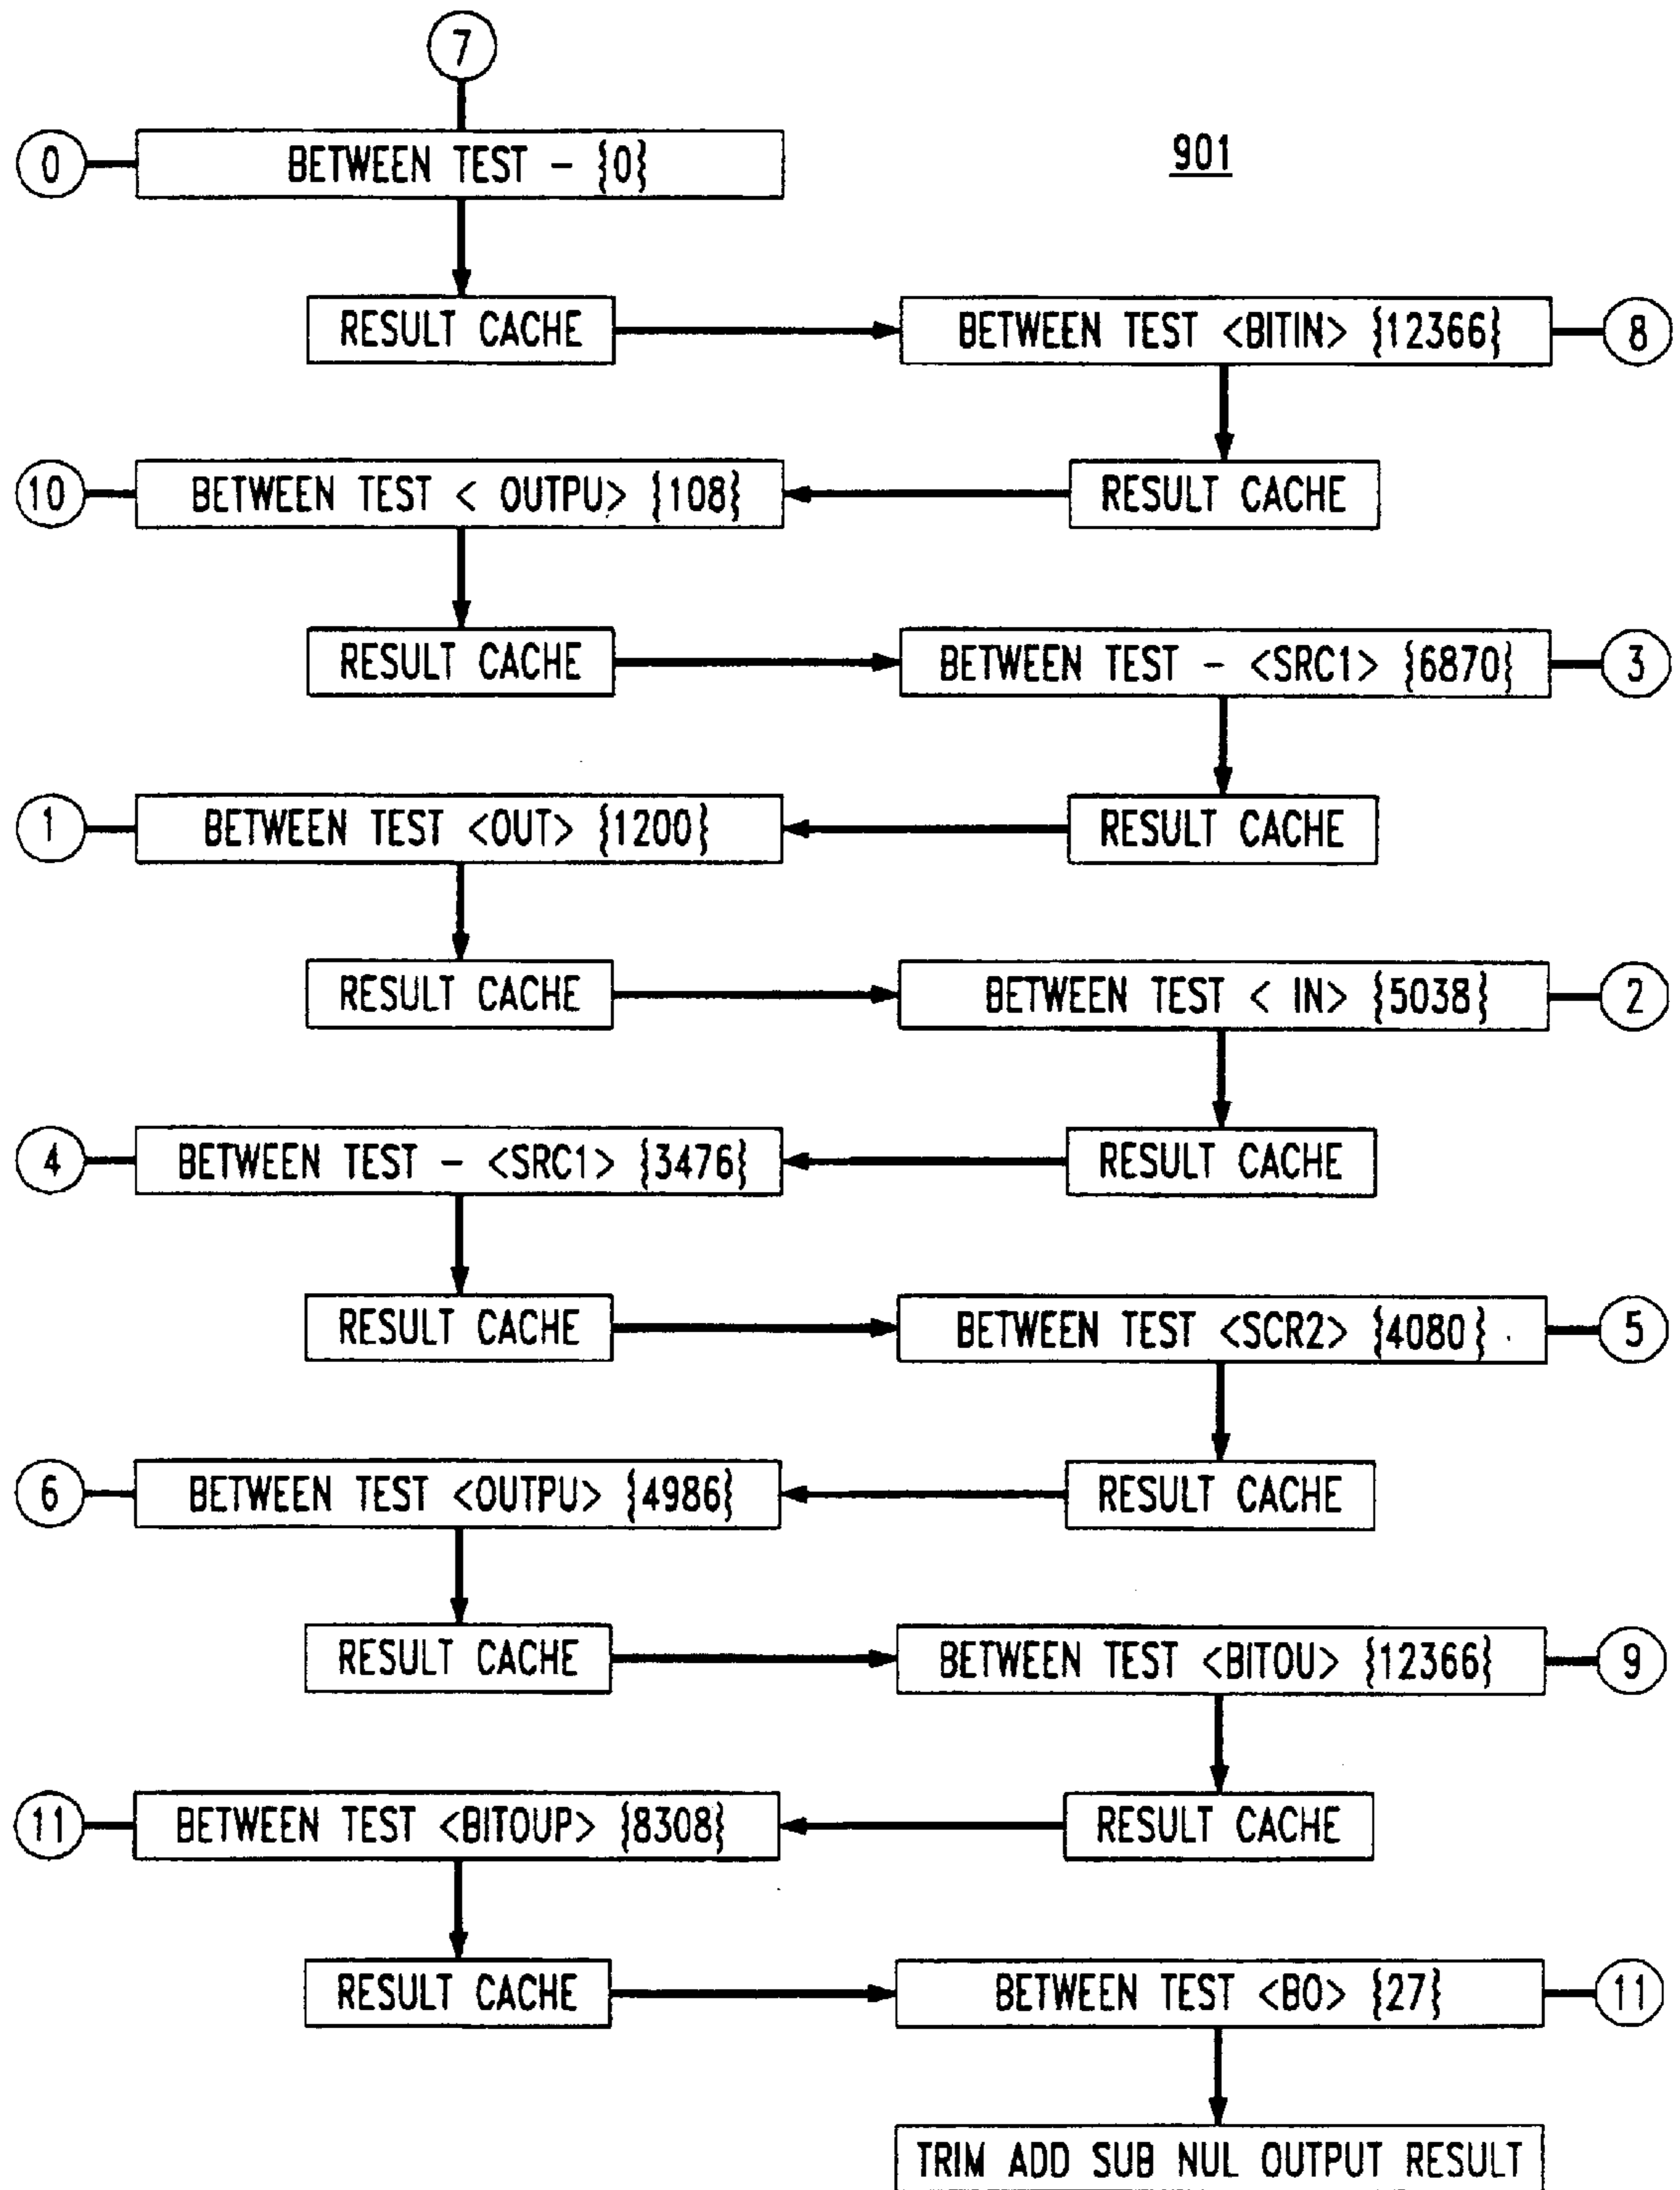 7
0
BETWEEN TEST - {0}
901
RESULT CACHE
BETWEEN TEST <BITIN> {12366}
8
10
BETWEEN TEST < OUTPU> {108}
RESULT CACHE
RESULT CACHE
BETWEEN TEST - <SRC1> {6870}
3
1
BETWEEN TEST <OUT> {1200}
RESULT CACHE
RESULT CACHE
BETWEEN TEST < IN> {5038}
2
4
BETWEEN TEST - <SRC1> {3476}
RESULT CACHE
RESULT CACHE
BETWEEN TEST <SCR2> {4080}
5
6
BETWEEN TEST <OUTPU> {4986}
RESULT CACHE
RESULT CACHE
BETWEEN TEST <BITOU> {12366}
9
11
BETWEEN TEST <BITOUP> {8308}
RESULT CACHE
RESULT CACHE
BETWEEN TEST <BO> {27}
11
TRIM ADD SUB NUL OUTPUT RESULT